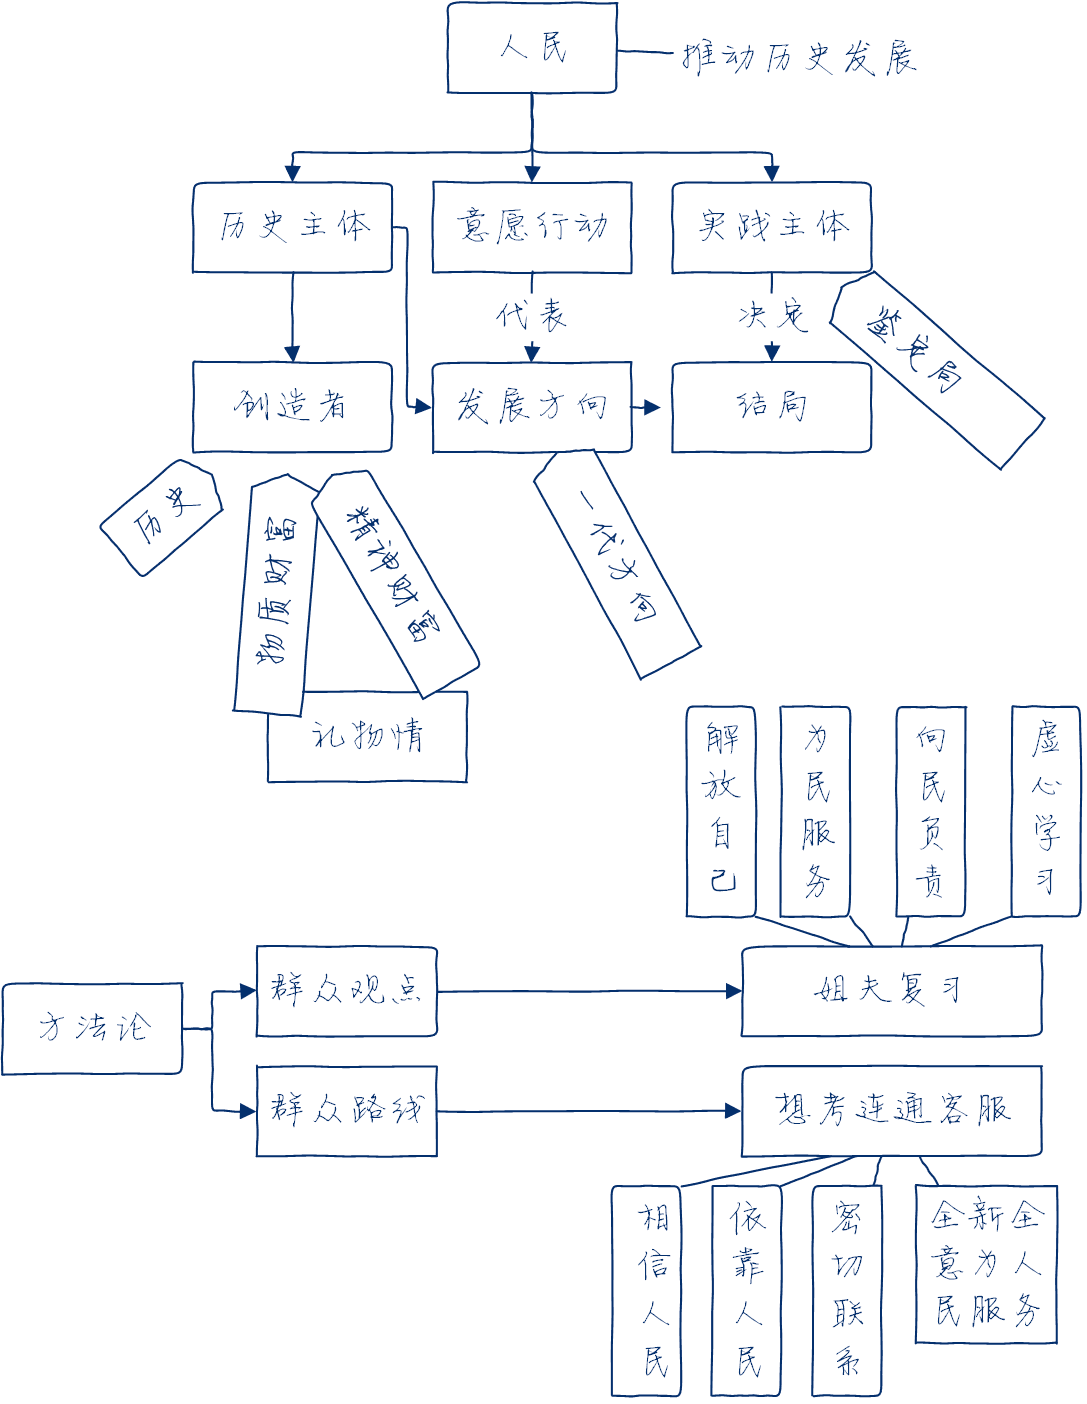 人民
推动历史发展
历史主体
意愿行动
实践主体
代表
决定
鉴定局
创造者
发展方向
结局
历史
物质财富
精神财富
一代方向
礼物情
解放自己
为民服务
向民负责
虚心学习
方法论
群众观点
姐夫复习
群众路线
想考连通客服
相信人民
依靠人民
密切联系
全新全
意为人
民服务